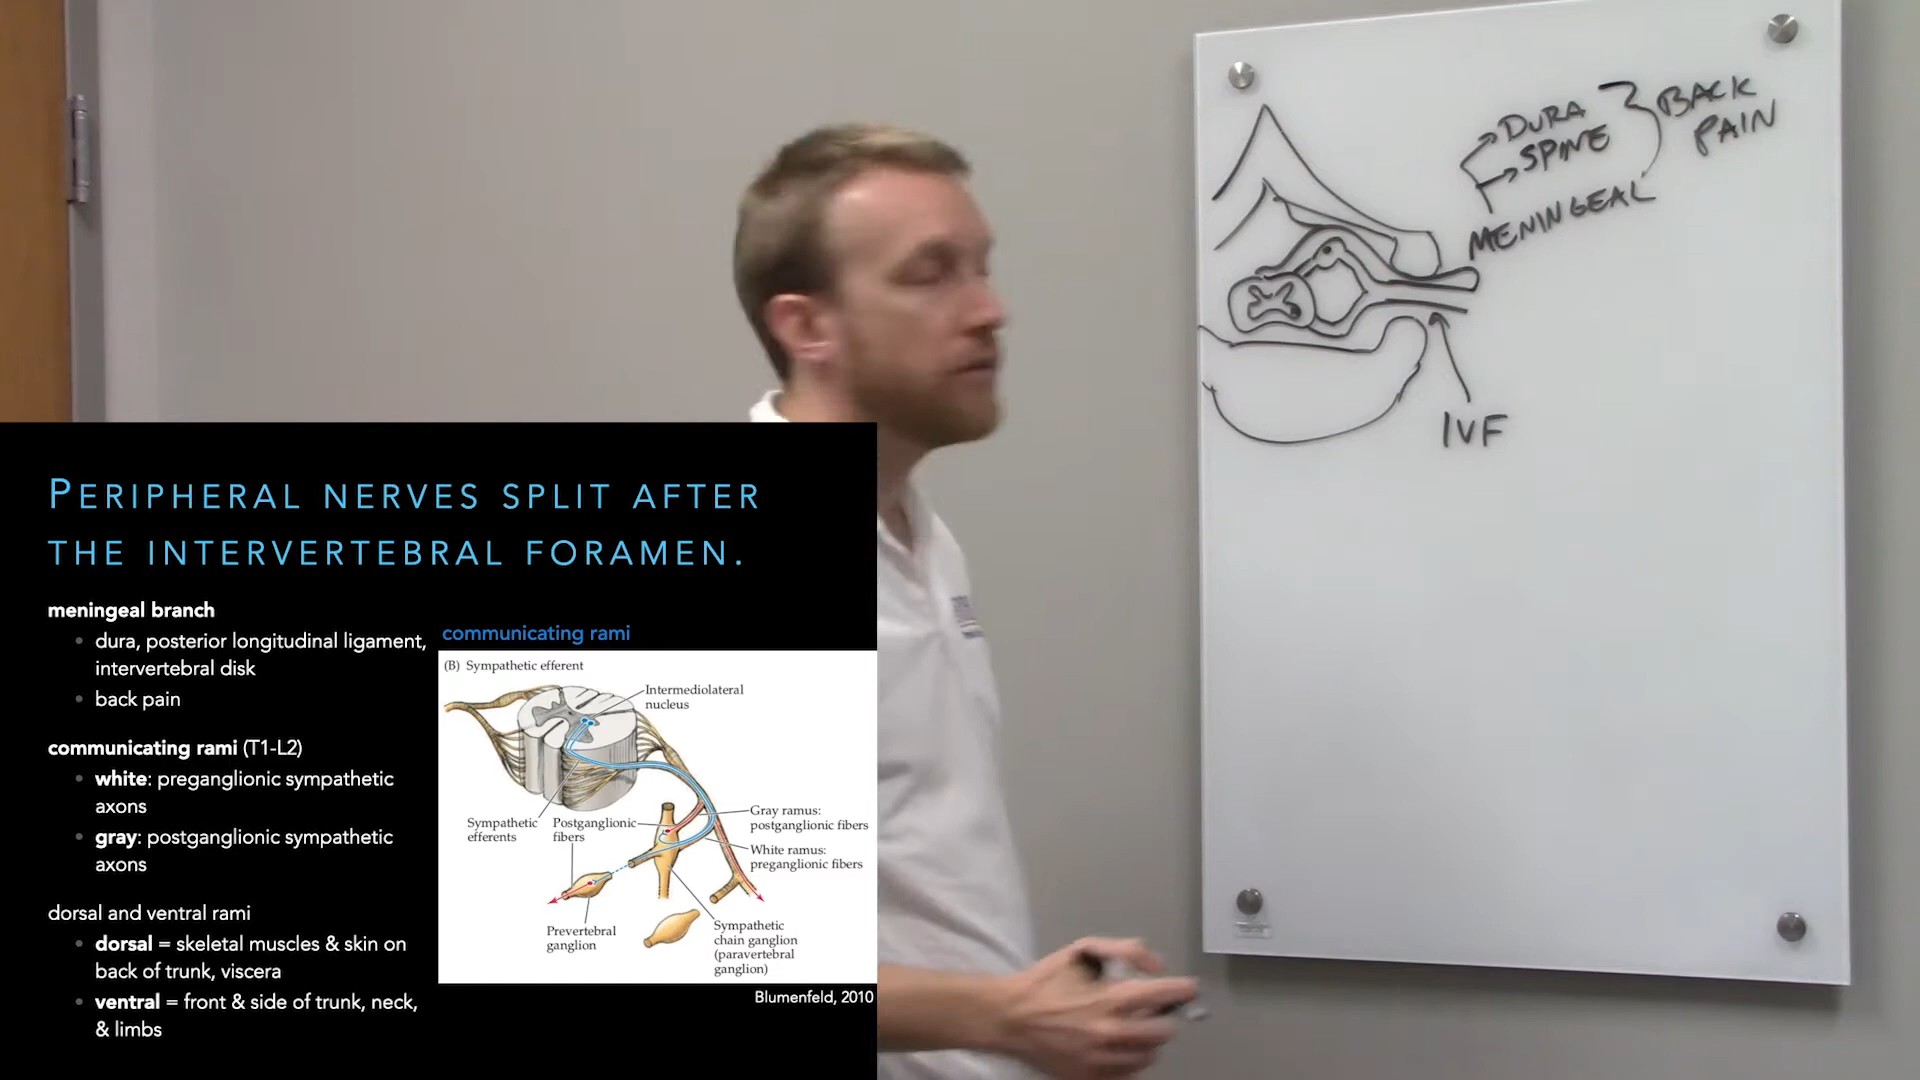 DURA
SPINE
MENINGEAL
BACK
PAIN
IVF
PERIPHERAL NERVES SPLIT AFTER
THE INTERVERTEBRAL FORAMEN.
meningeal branch
• dura, posterior longitudinal ligament,
intervertebral disk
• back pain
communicating rami (T1-L2)
• white: preganglionic sympathetic
axons
• gray: postganglionic sympathetic
axons
dorsal and ventral rami
• dorsal = skeletal muscles & skin on
back of trunk, viscera
• ventral = front & side of trunk, neck,
& limbs
communicating rami
(B) Sympathetic efferent
Intermediolateral
nucleus
Sympathetic
efferents
Postganglionic
fibers
Gray ramus:
postganglionic fibers
White ramus:
preganglionic fibers
Prevertebral
ganglion
Sympathetic
chain ganglion
(paravertebral
ganglion)
Blumenfeld, 2010